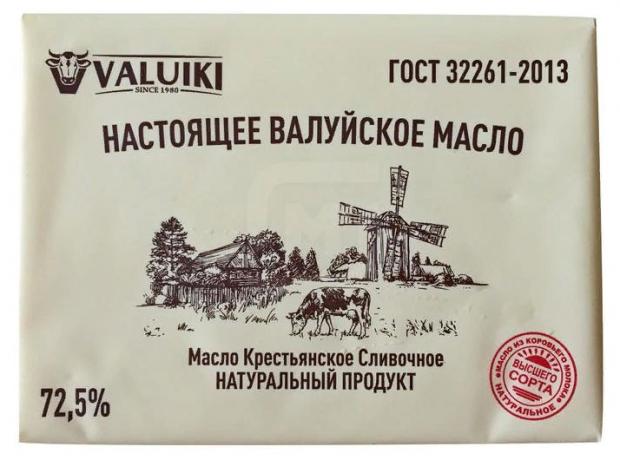 VALUIKI
SINCE 1980
ГОСТ 32261-2013
НАСТОЯЩЕЕ ВАЛУЙСКОЕ МАСЛО
Масло Крестьянское Сливочное
НАТУРАЛЬНЫЙ ПРОДУКТ
72,5%
МАСЛО ИЗ КОРОВЬЕГО МОЛОКА
ВЫСШЕГО
СОРТА
НАТУРАЛЬНОЕ